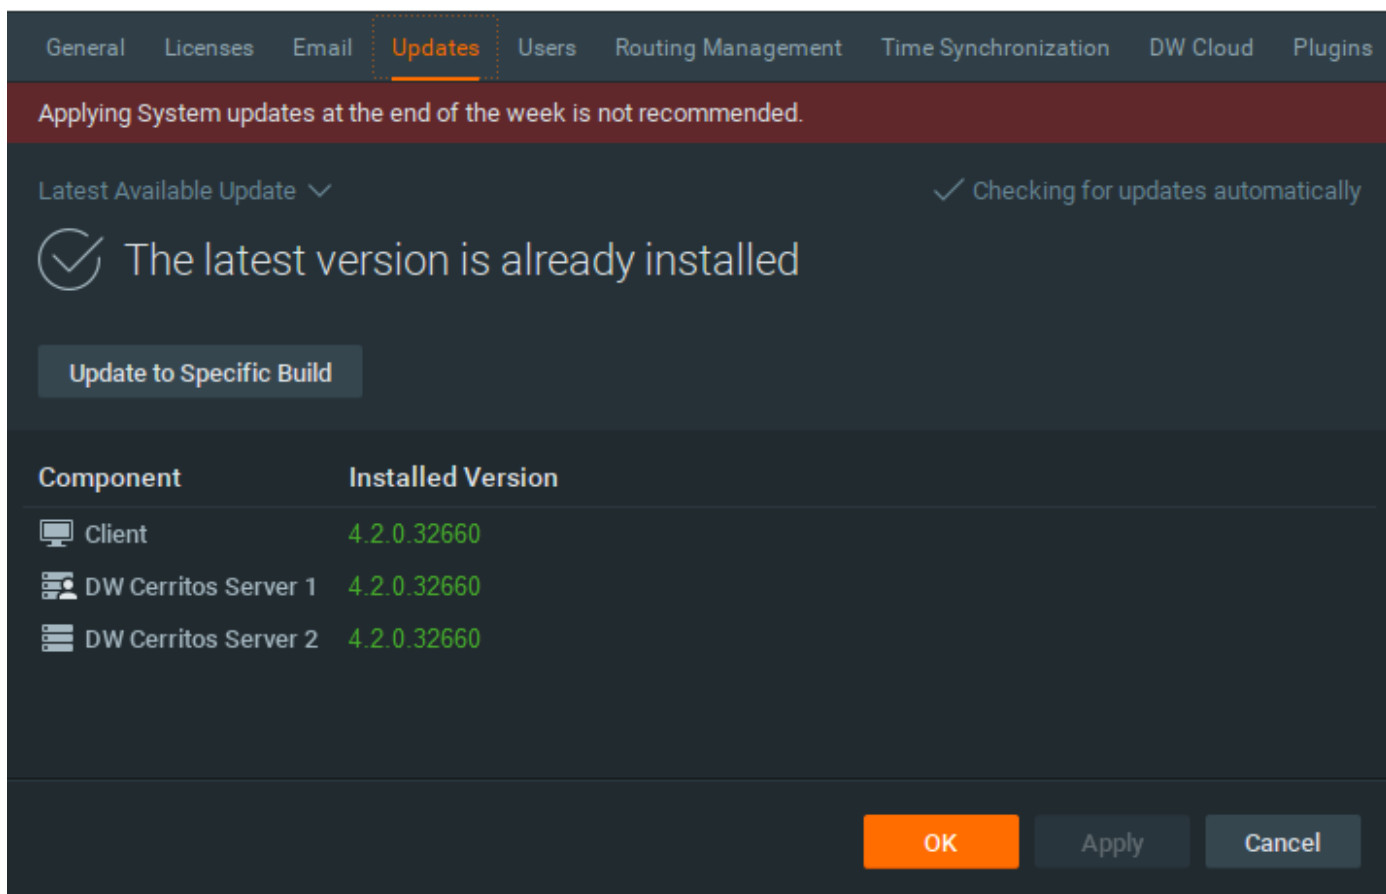 General Licenses Email Updates Users Routing Management Time Synchronization DW Cloud Plugins
Applying System updates at the end of the week is not recommended.
Latest Available Update Checking for updates automatically
The latest version is already installed
Update to Specific Build
Component Installed Version
Client 4.2.0.32660
DW Cerritos Server 1 4.2.0.32660
DW Cerritos Server 2 4.2.0.32660
OK Apply Cancel